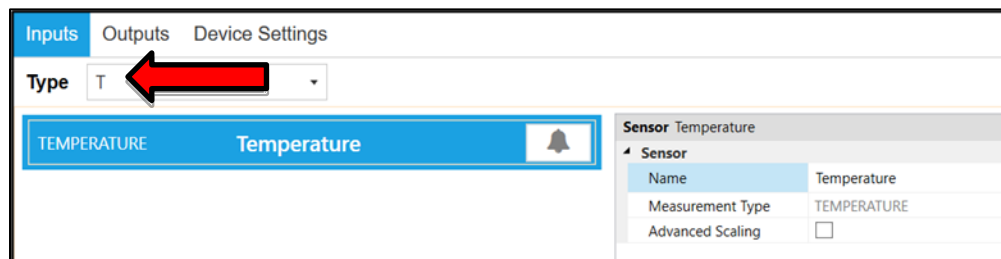 Inputs Outputs Device Settings
Type T
TEMPERATURE Temperature
Sensor Temperature
Sensor
Name Temperature
Measurement Type TEMPERATURE
Advanced Scaling